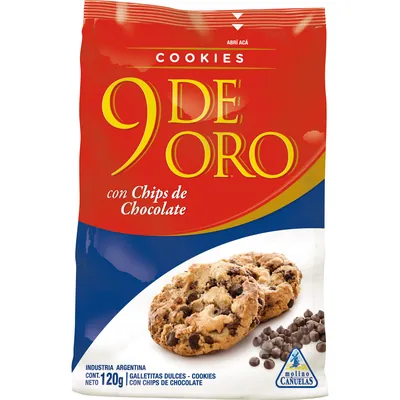 ABRÍ ACÁ
COOKIES
9 DE
ORO
con Chips de
Chocolate
INDUSTRIA ARGENTINA
CONT. NETO 120g
GALLETITAS DULCES - COOKIES
CON CHIPS DE CHOCOLATE
molino
CAÑUELAS